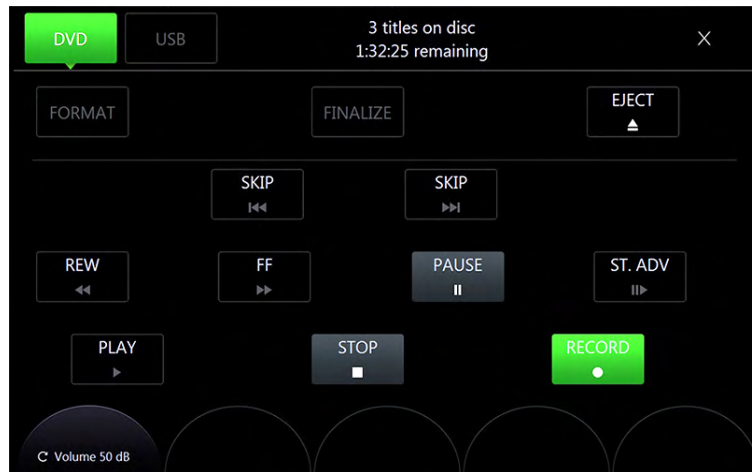 DVD
USB
3 titles on disc
1:32:25 remaining
X
FORMAT
FINALIZE
EJECT
SKIP
SKIP
REW
FF
PAUSE
ST. ADV
PLAY
STOP
RECORD
Volume 50 dB